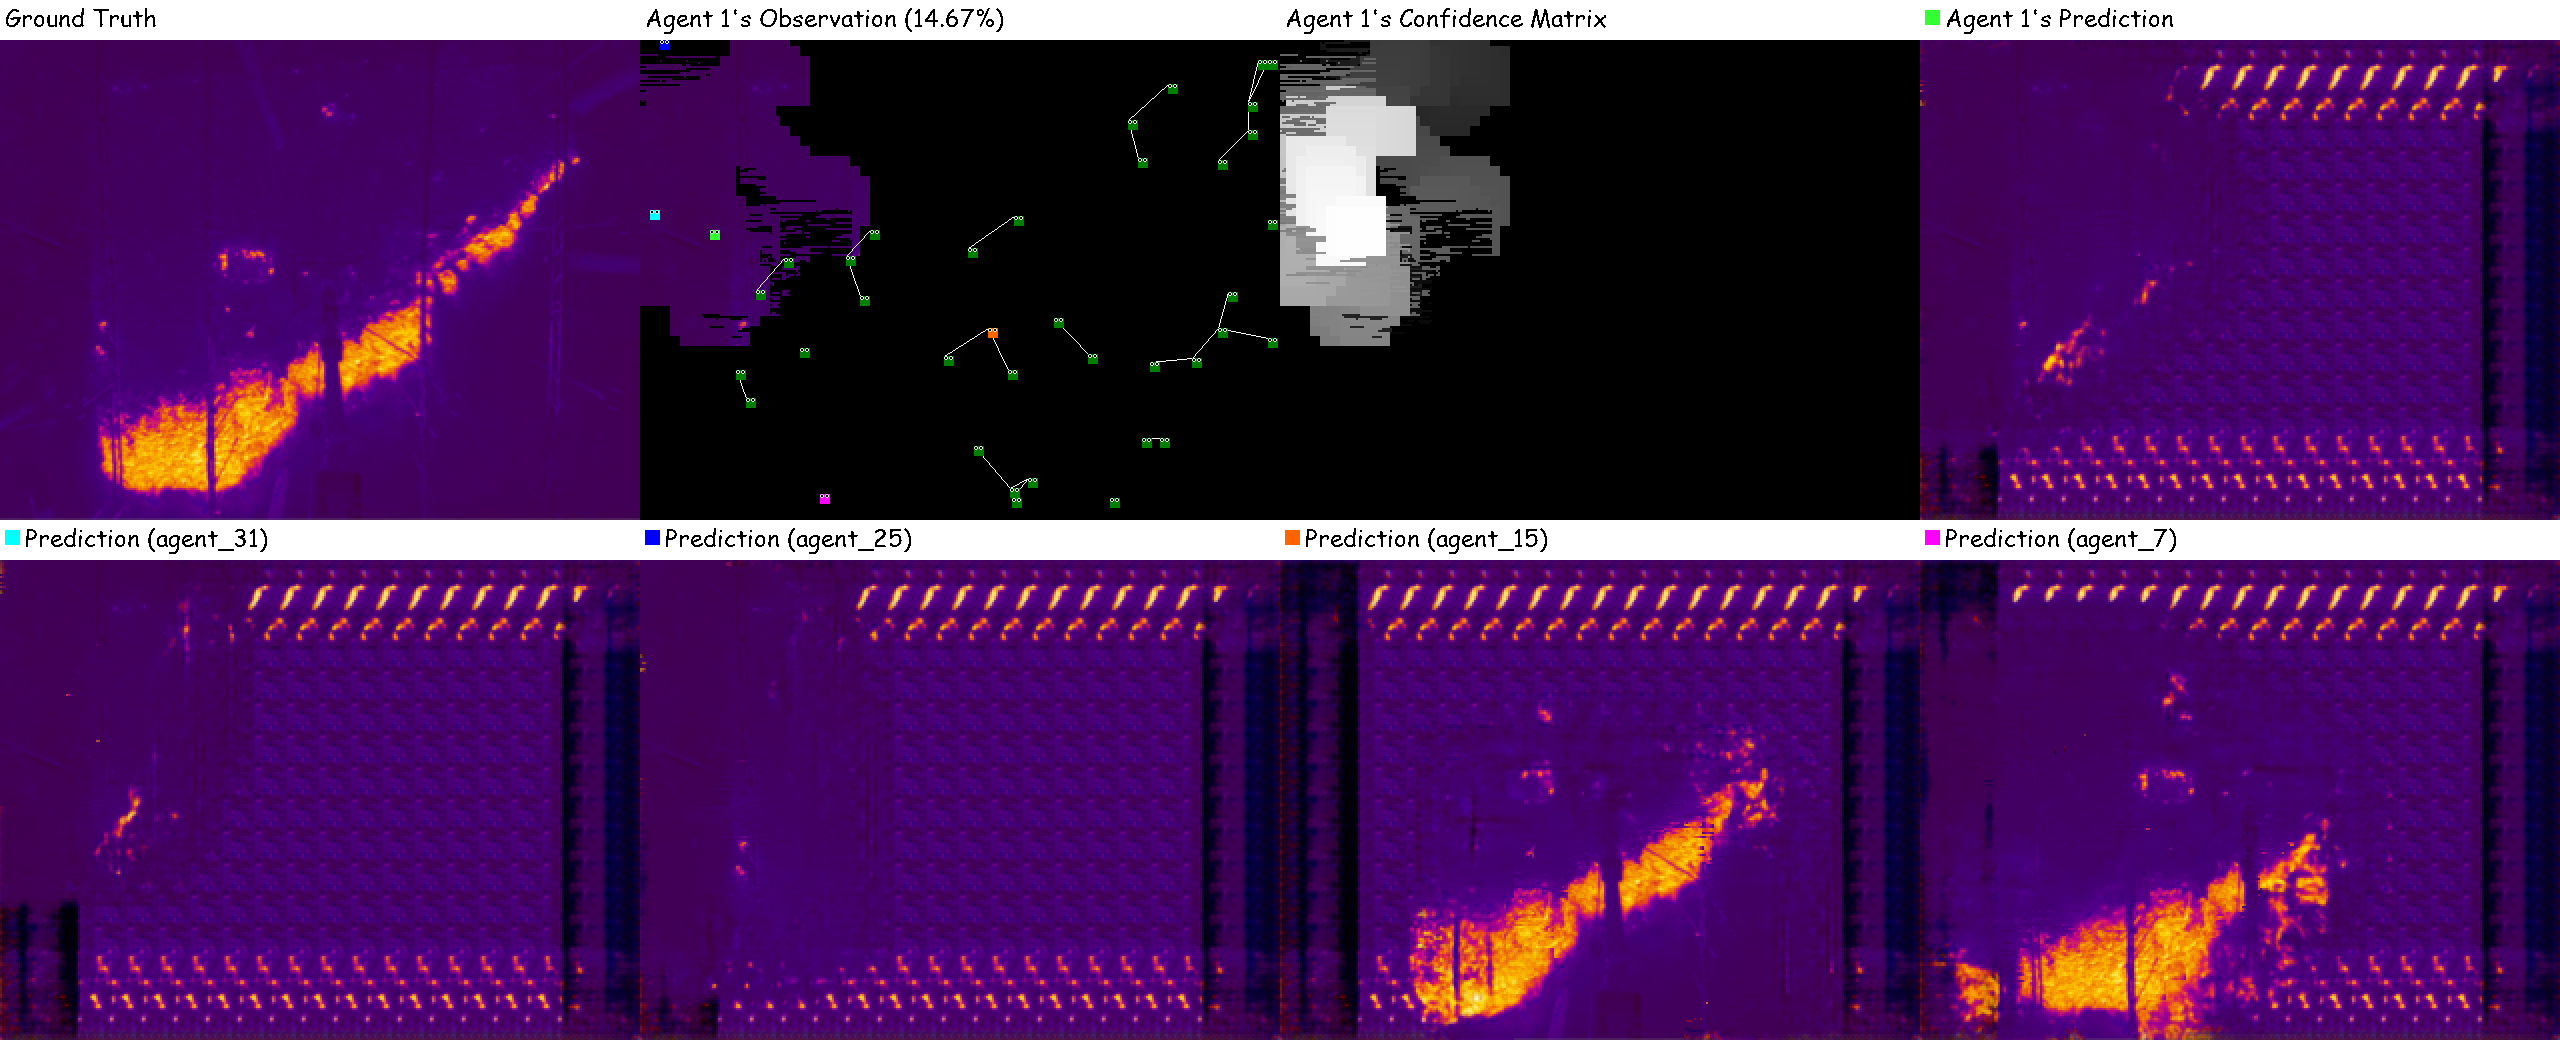 Ground Truth
Agent 1's Observation (14.67%)
Agent 1's Confidence Matrix
Agent 1's Prediction
Prediction (agent_31)
Prediction (agent_25)
Prediction (agent_15)
Prediction (agent_7)